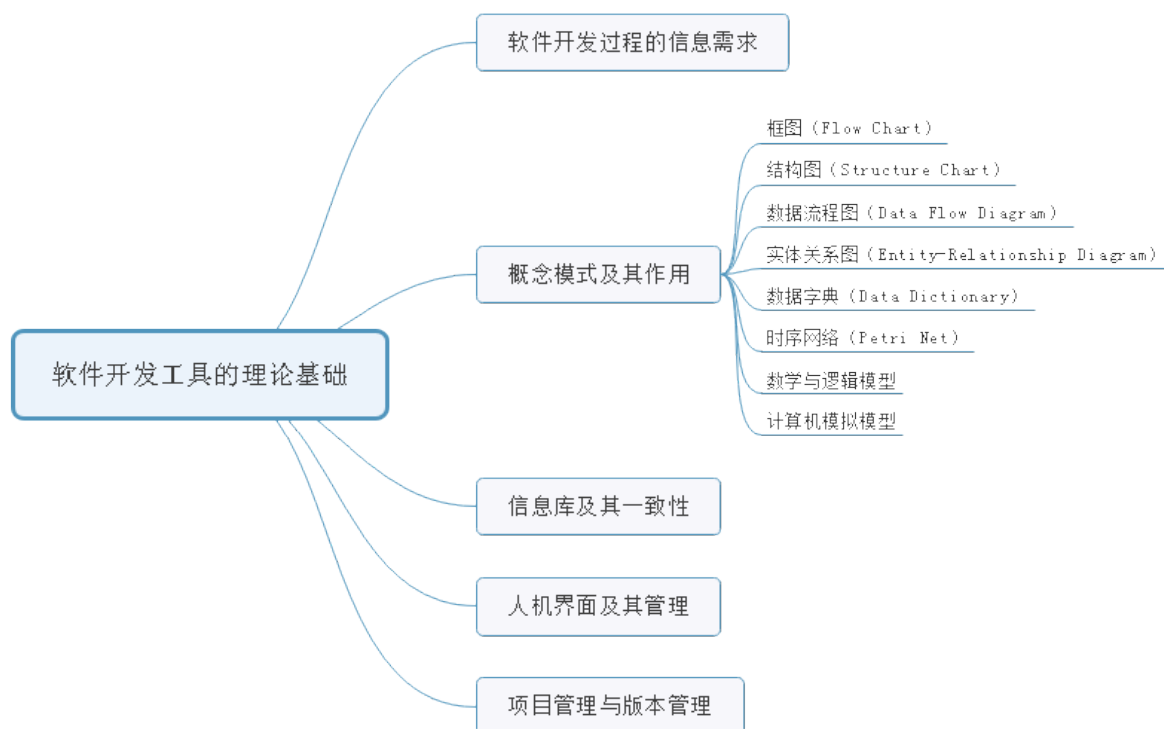 软件开发过程的信息需求
框图（Flow Chart）
结构图（Structure Chart）
数据流程图（Data Flow Diagram）
实体关系图（Entity-Relationship Diagram）
概念模式及其作用
数据字典（Data Dictionary）
时序网络（Petri Net）
软件开发工具的理论基础
数学与逻辑模型
计算机模拟模型
信息库及其一致性
人机界面及其管理
项目管理与版本管理